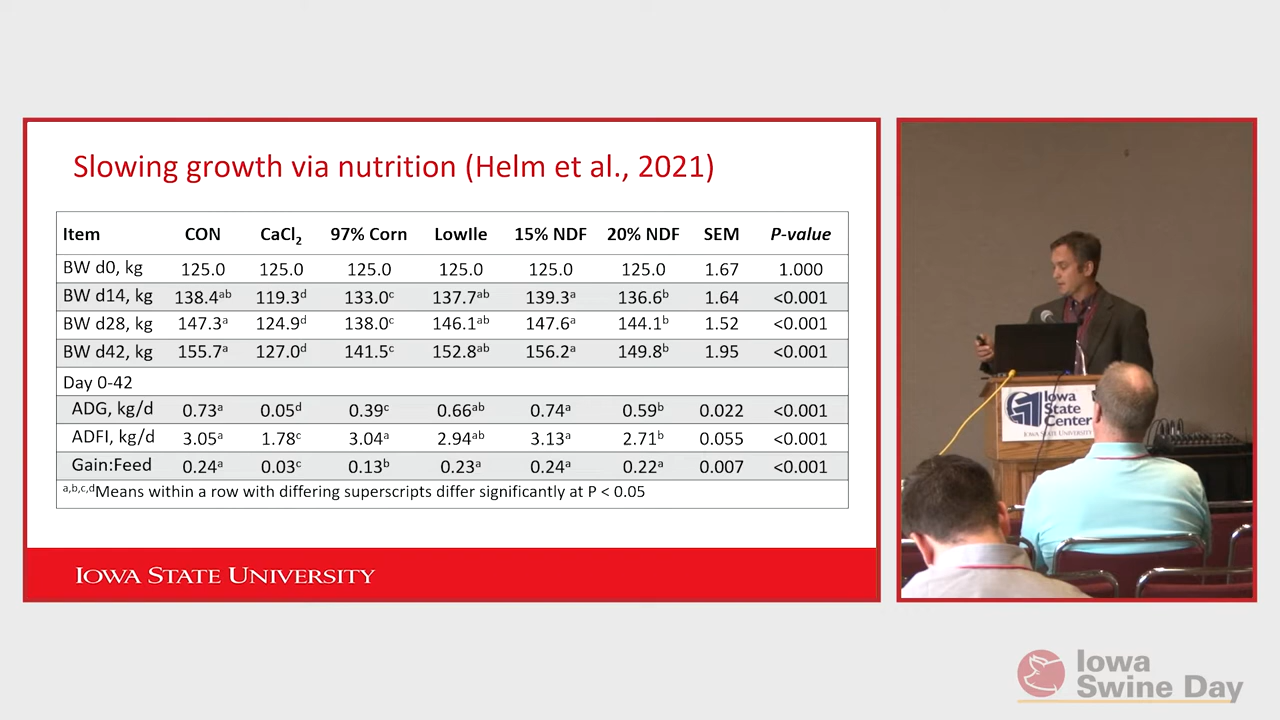 Slowing growth via nutrition (Helm et al., 2021)
Item CON CaCl₂ 97% Corn LowIle 15% NDF 20% NDF SEM P-value
BW d0, kg 125.0 125.0 125.0 125.0 125.0 125.0 1.67 1.000
BW d14, kg 138.4ᵃᵇ 119.3ᵈ 133.0ᶜ 137.7ᵃᵇ 139.3ᵃ 136.6ᵇ 1.64 <0.001
BW d28, kg 147.3ᵃ 124.9ᵈ 138.0ᶜ 146.1ᵃᵇ 147.6ᵃ 144.1ᵇ 1.52 <0.001
BW d42, kg 155.7ᵃ 127.0ᵈ 141.5ᶜ 152.8ᵃᵇ 156.2ᵃ 149.8ᵇ 1.95 <0.001
Day 0-42
ADG, kg/d 0.73ᵃ 0.05ᵈ 0.39ᶜ 0.66ᵃᵇ 0.74ᵃ 0.59ᵇ 0.022 <0.001
ADFI, kg/d 3.05ᵃ 1.78ᶜ 3.04ᵃ 2.94ᵃᵇ 3.13ᵃ 2.71ᵇ 0.055 <0.001
Gain:Feed 0.24ᵃ 0.03ᶜ 0.13ᵇ 0.23ᵃ 0.24ᵃ 0.22ᵃ 0.007 <0.001
ᵃ,ᵇ,ᶜ,ᵈMeans within a row with differing superscripts differ significantly at P < 0.05
IOWA STATE UNIVERSITY
Iowa
State
Center
IOWA STATE UNIVERSITY
Iowa
Swine Day